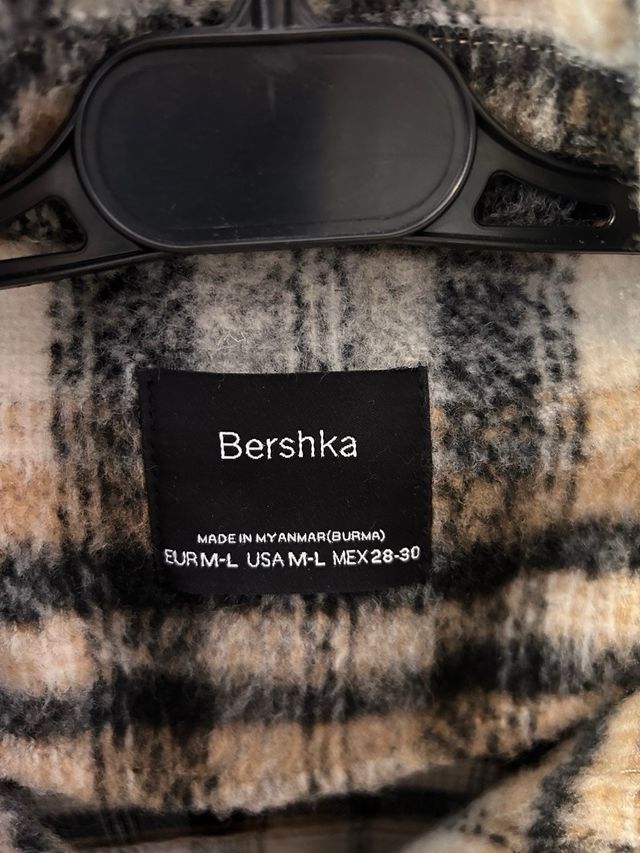 Bershka
MADE IN MYANMAR(BURMA)
EUR M-L USA M-L MEX 28-30